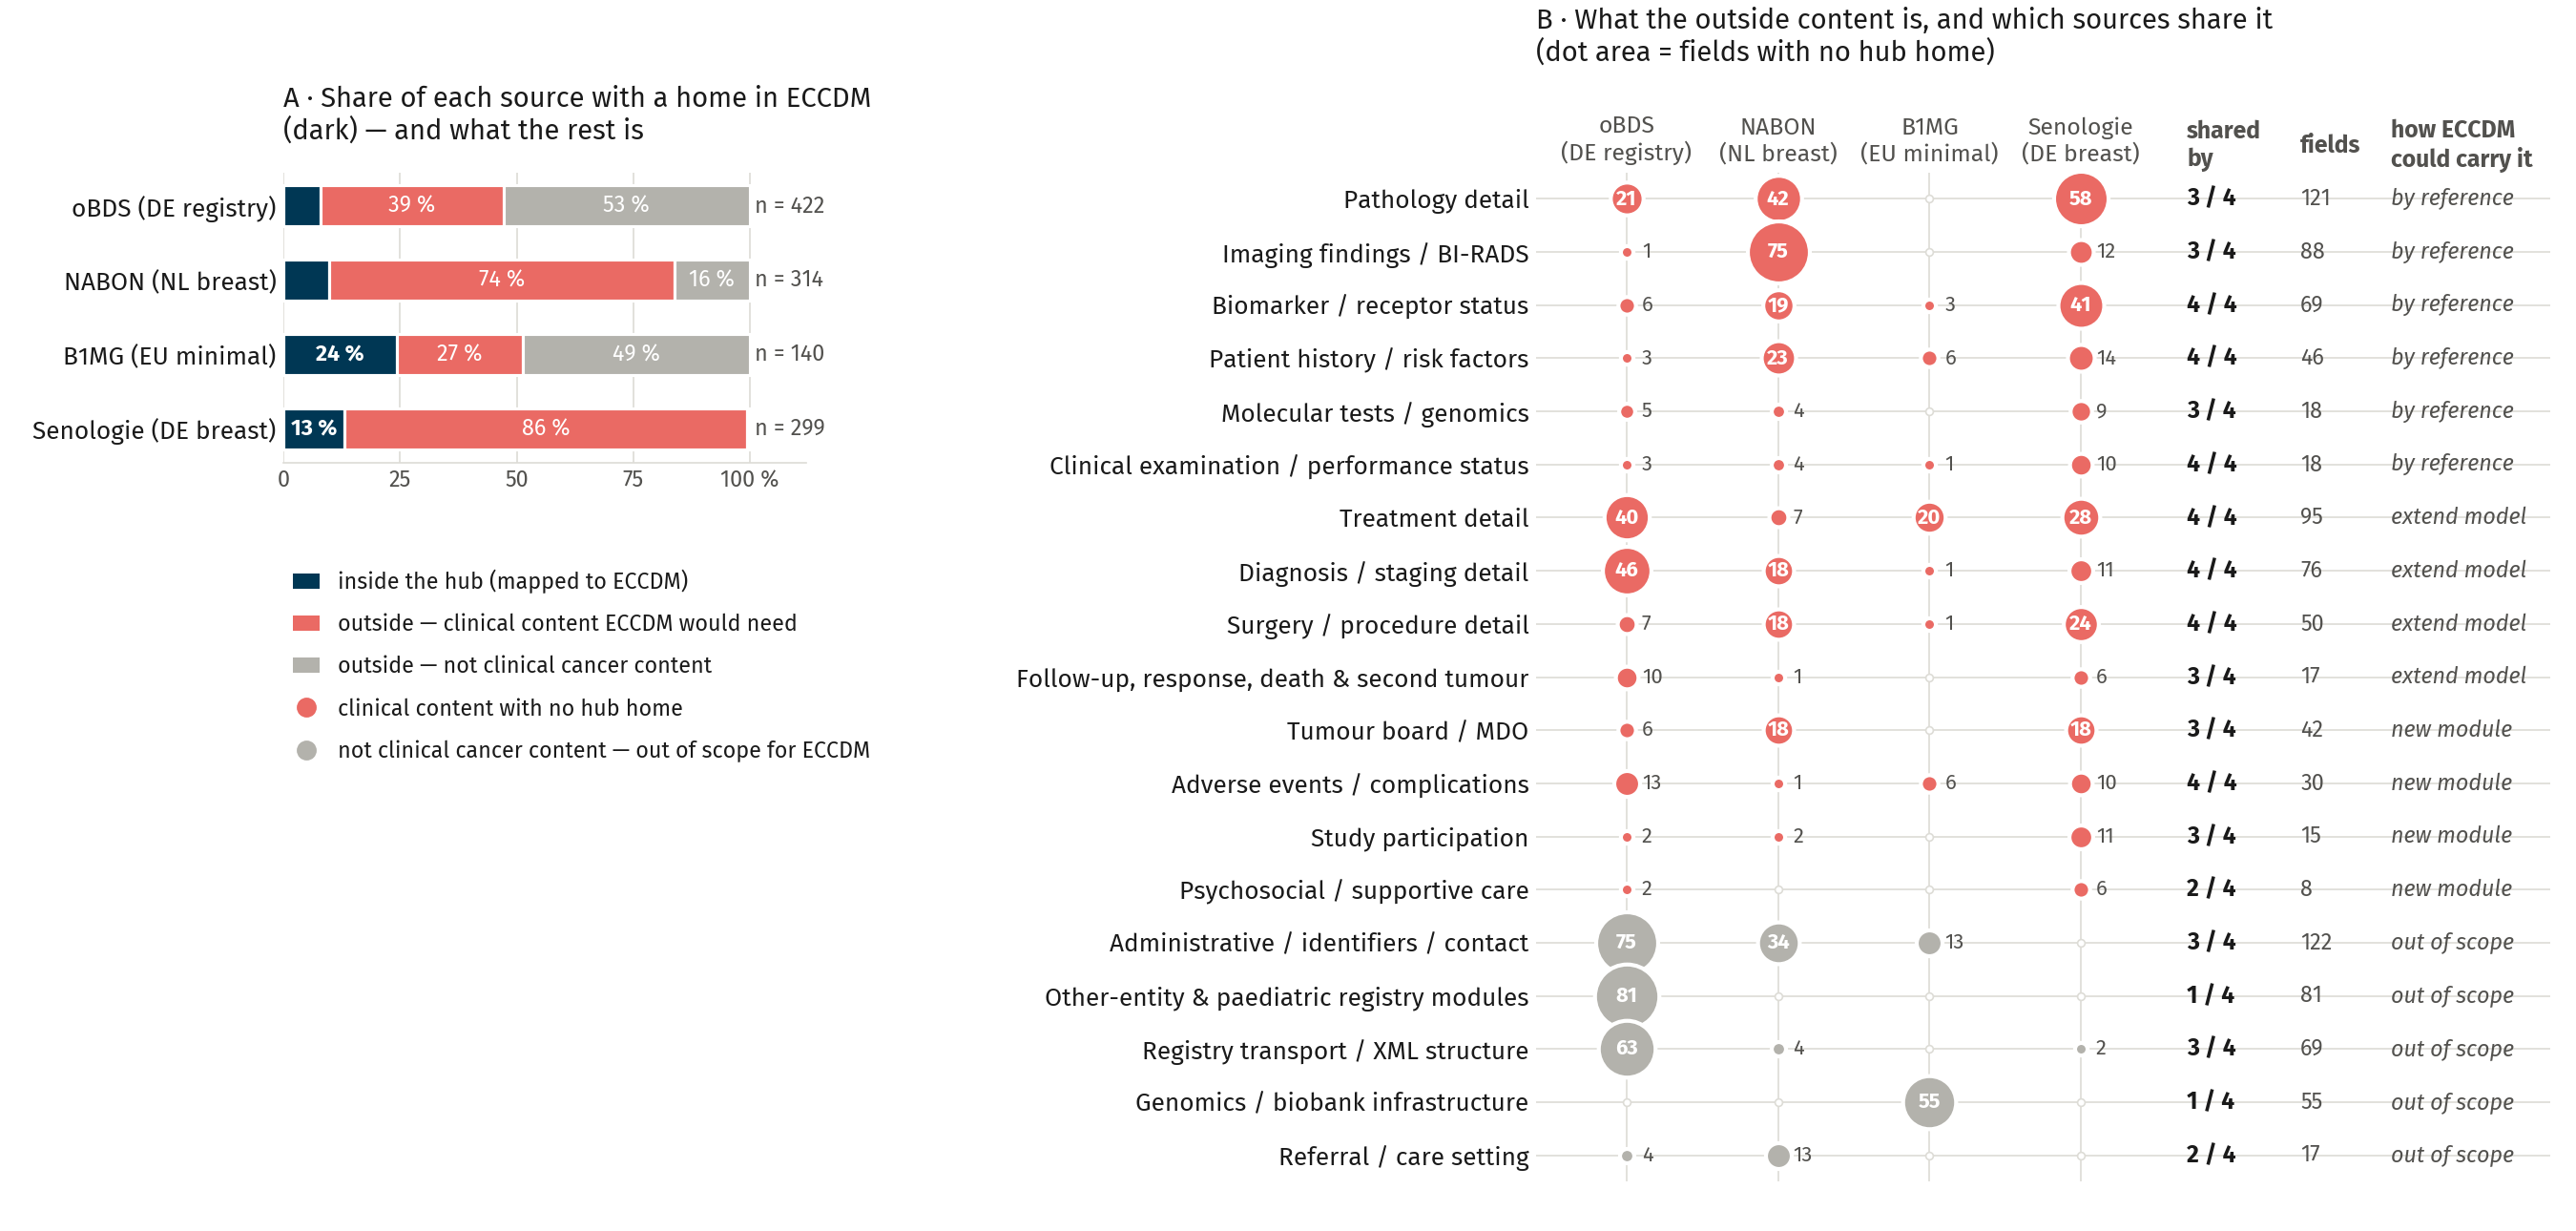 A · Share of each source with a home in ECCDM
(dark) — and what the rest is
oBDS (DE registry) 39 % 53 % n = 422
NABON (NL breast) 74 % 16 % n = 314
B1MG (EU minimal) 24 % 27 % 49 % n = 140
Senologie (DE breast) 13 % 86 % n = 299
0 25 50 75 100 %
inside the hub (mapped to ECCDM)
outside — clinical content ECCDM would need
outside — not clinical cancer content
clinical content with no hub home
not clinical cancer content — out of scope for ECCDM
B · What the outside content is, and which sources share it
(dot area = fields with no hub home)
oBDS NABON B1MG Senologie shared fields how ECCDM
(DE registry) (NL breast) (EU minimal) (DE breast) by could carry it
Pathology detail 21 42 58 3 / 4 121 by reference
Imaging findings / BI-RADS 1 75 12 3 / 4 88 by reference
Biomarker / receptor status 6 19 3 41 4 / 4 69 by reference
Patient history / risk factors 3 23 6 14 4 / 4 46 by reference
Molecular tests / genomics 5 4 9 3 / 4 18 by reference
Clinical examination / performance status 3 4 1 10 4 / 4 18 by reference
Treatment detail 40 7 20 28 4 / 4 95 extend model
Diagnosis / staging detail 46 18 1 11 4 / 4 76 extend model
Surgery / procedure detail 7 18 1 24 4 / 4 50 extend model
Follow-up, response, death & second tumour 10 1 6 3 / 4 17 extend model
Tumour board / MDO 6 18 18 3 / 4 42 new module
Adverse events / complications 13 1 6 10 4 / 4 30 new module
Study participation 2 2 11 3 / 4 15 new module
Psychosocial / supportive care 2 6 2 / 4 8 new module
Administrative / identifiers / contact 75 34 13 3 / 4 122 out of scope
Other-entity & paediatric registry modules 81 1 / 4 81 out of scope
Registry transport / XML structure 63 4 2 3 / 4 69 out of scope
Genomics / biobank infrastructure 55 1 / 4 55 out of scope
Referral / care setting 4 13 2 / 4 17 out of scope